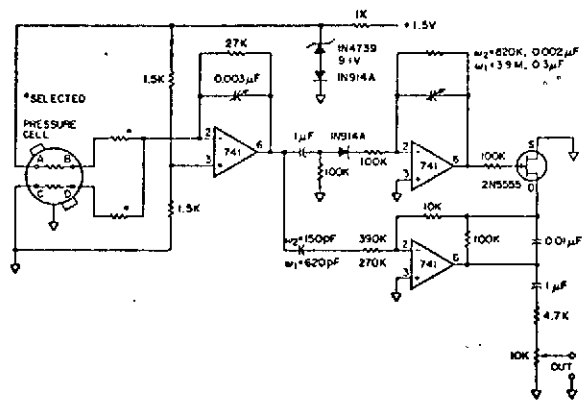 1K
+1.5V
27K
1N4739
9.1V
1N914A
ω2=820K, 0.002µF
ω1=3.9M, 0.3µF
1.5K
0.003µF
*SELECTED
PRESSURE
CELL
*
A
B
C
D
*
2
3
741
6
1µF
1N914A
100K
100K
2
3
741
6
100K
S
2N5555
D
1.5K
10K
ω2=150pF
ω1=620pF
390K
270K
2
3
741
6
100K
0.01µF
1µF
4.7K
10K
OUT